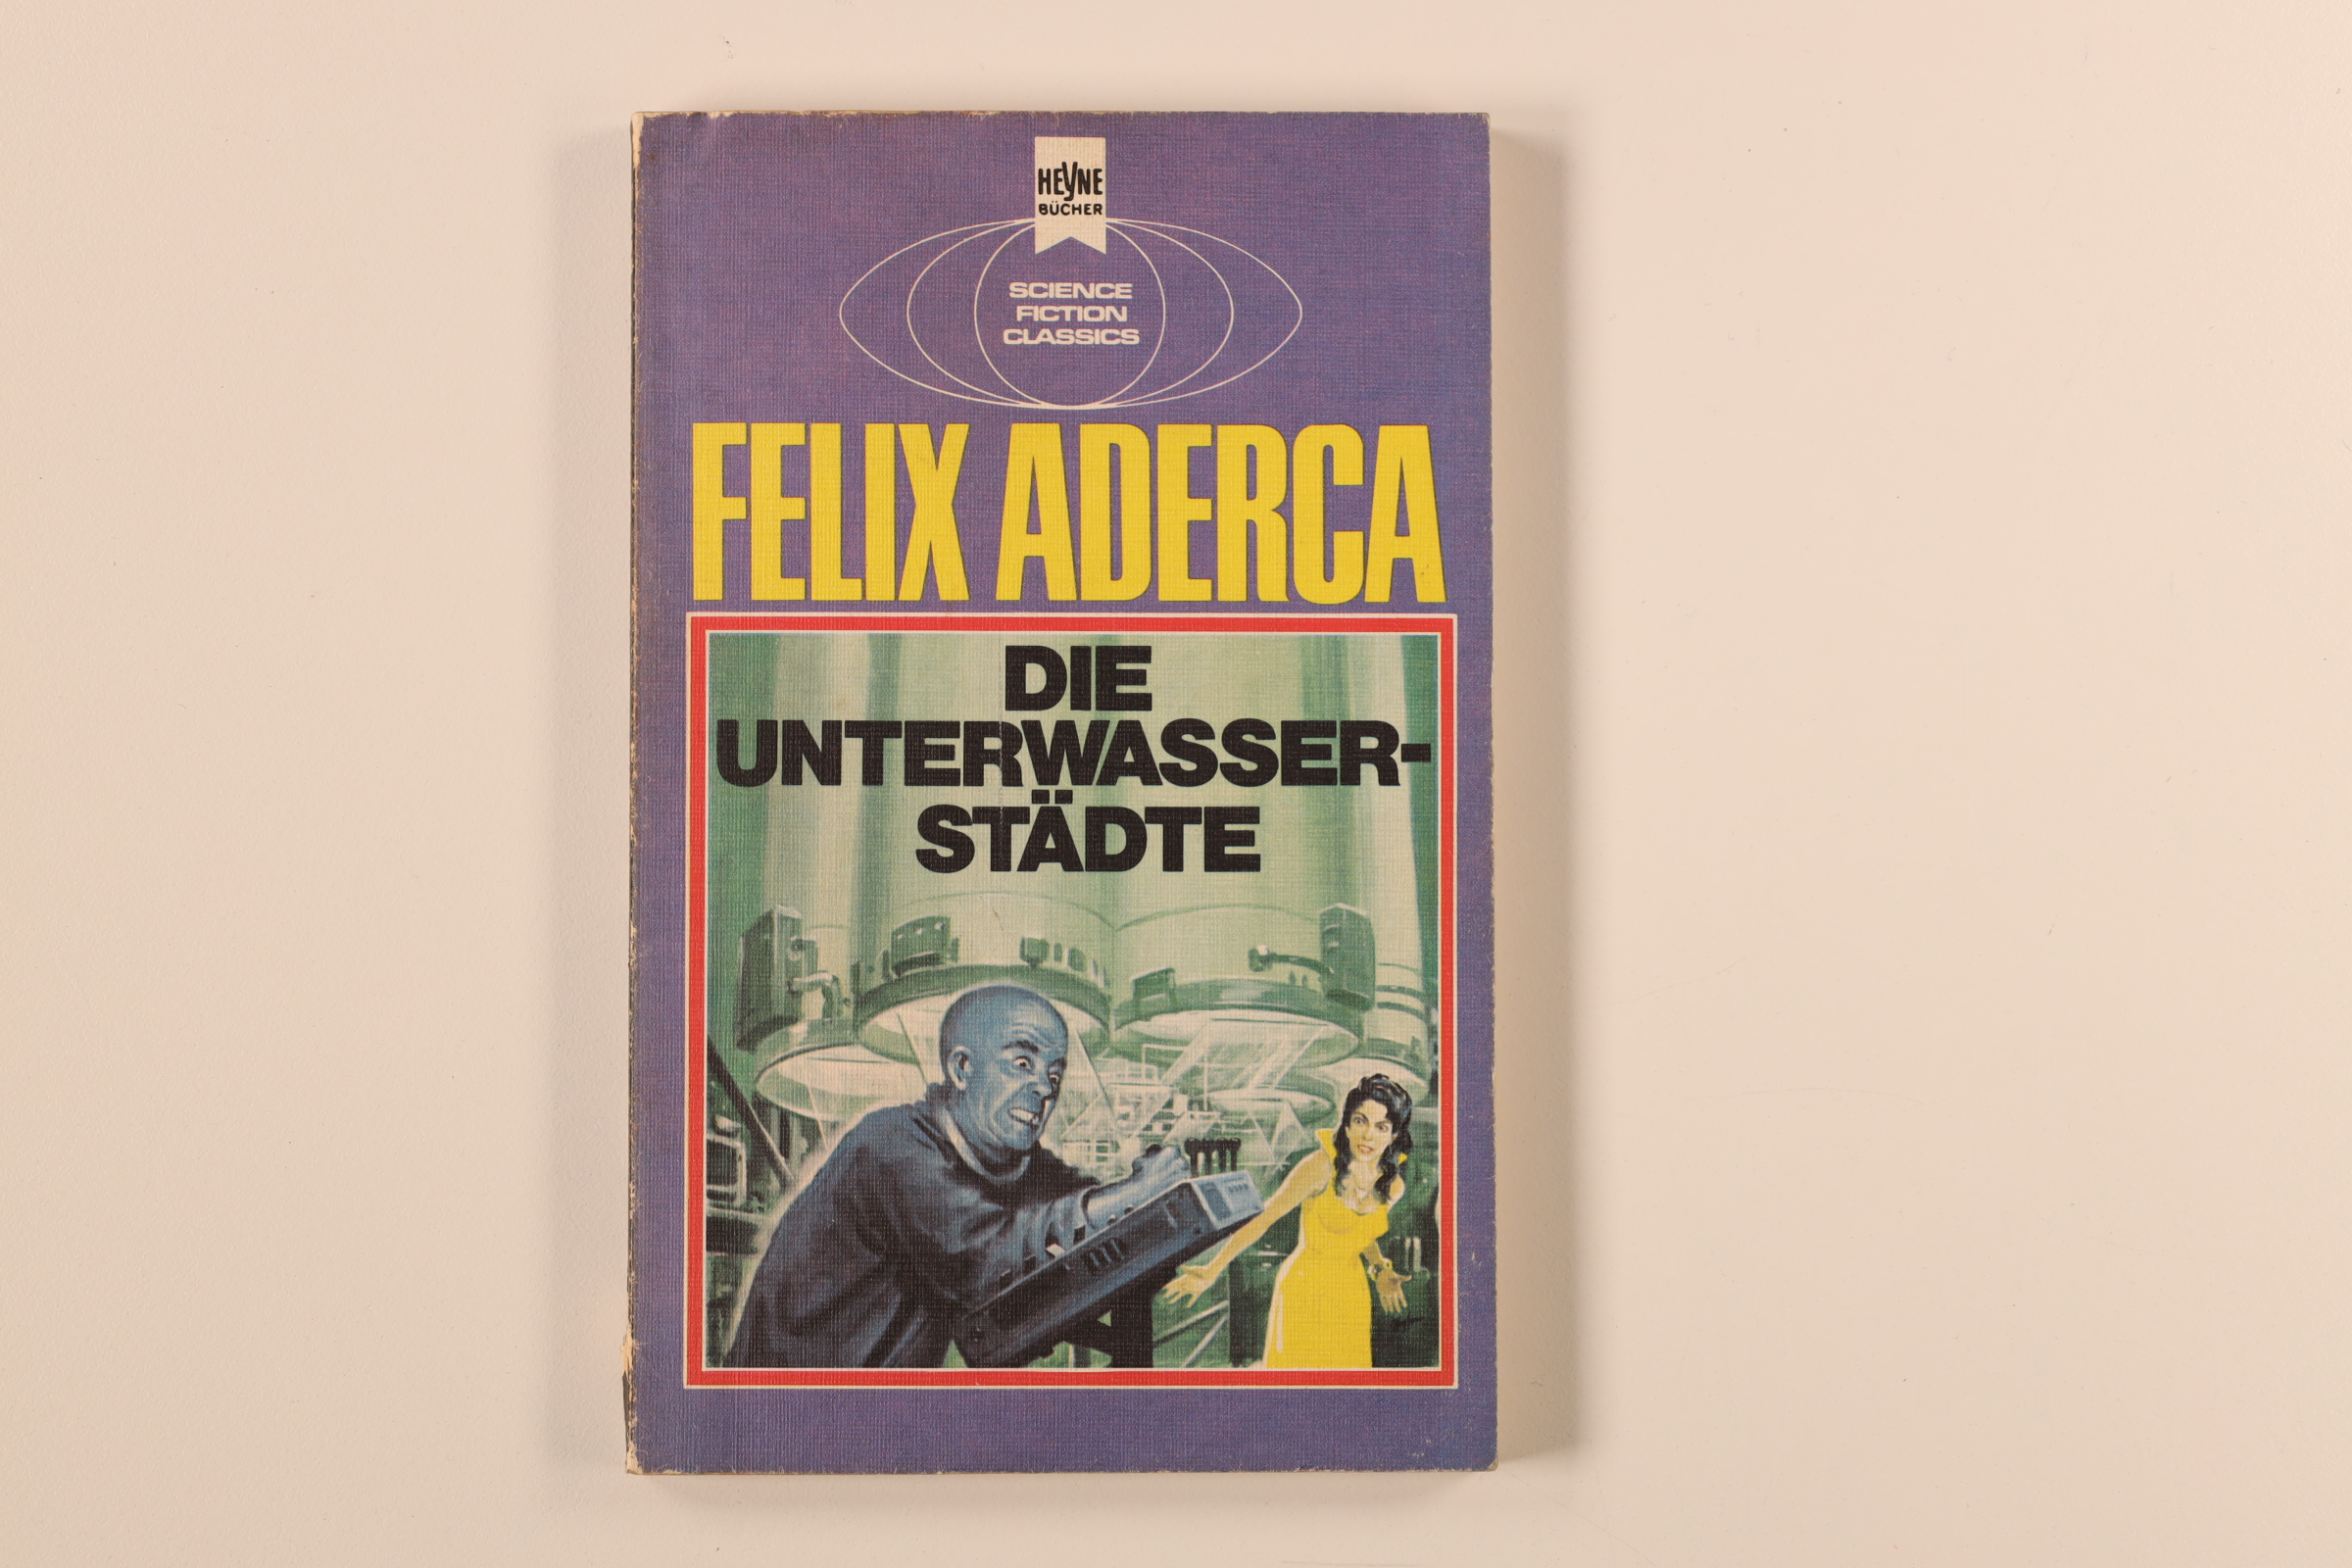 HEYNE
BÜCHER
SCIENCE
FICTION
CLASSICS
FELIX ADERCA
DIE
UNTERWASSER-
STÄDTE